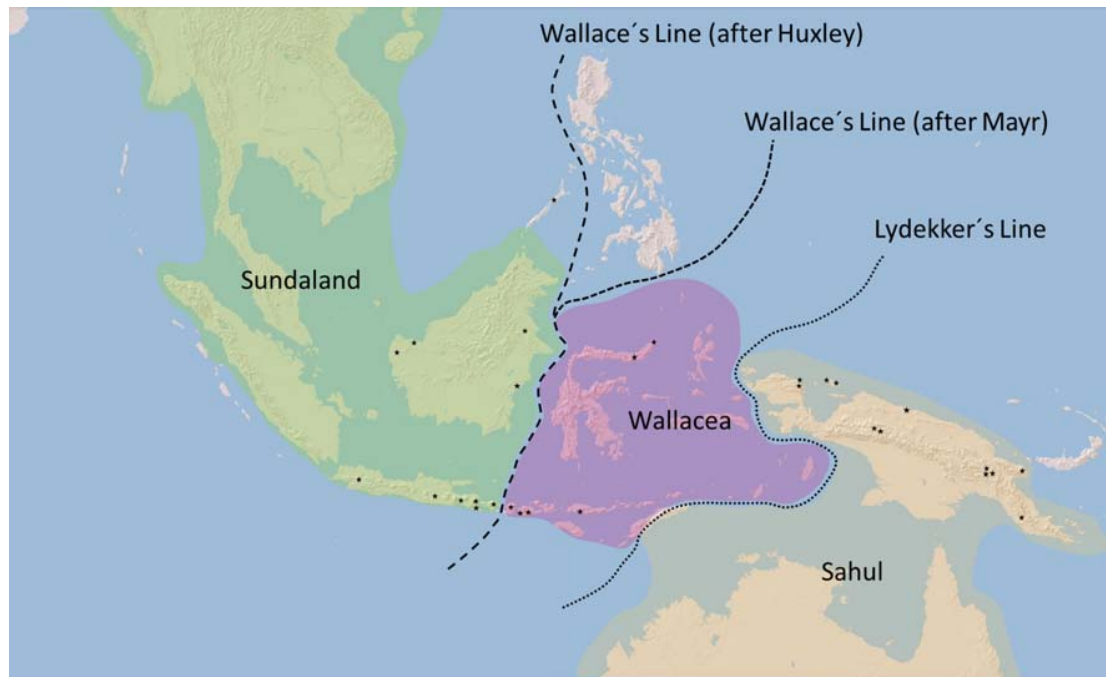 Wallace´s Line (after Huxley)
Wallace´s Line (after Mayr)
Lydekker´s Line
Sundaland
Wallacea
Sahul